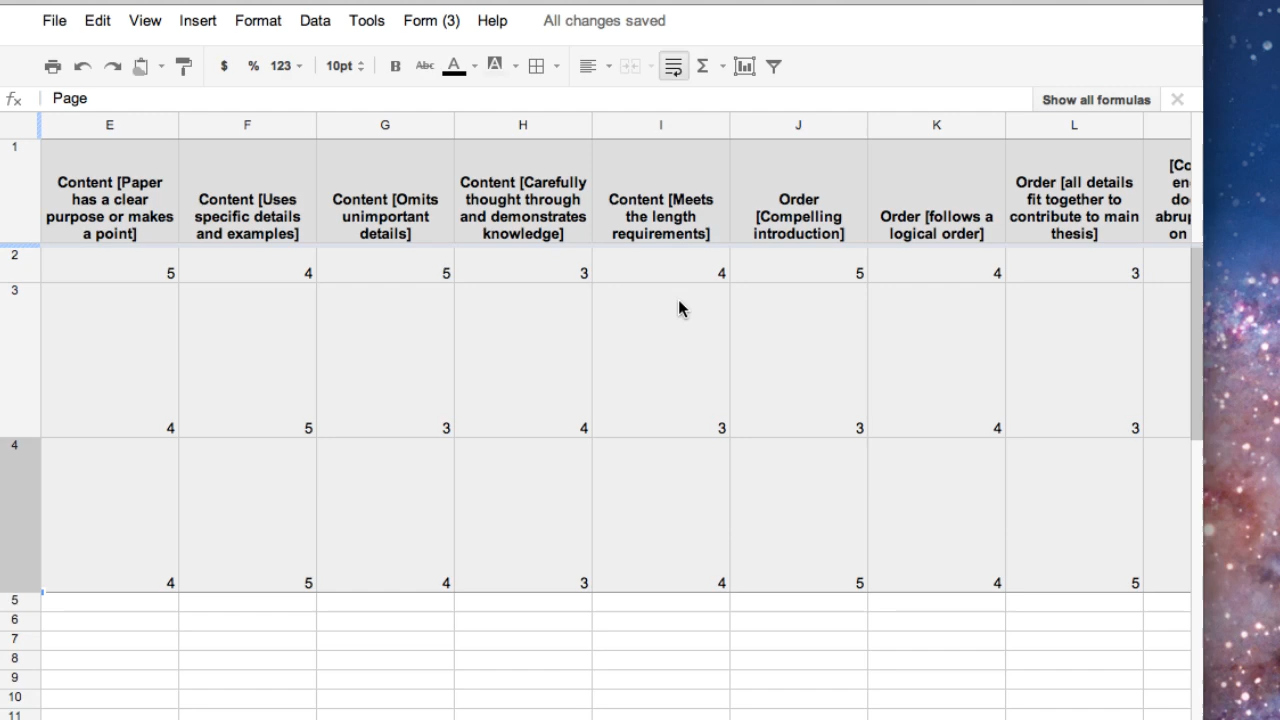 File Edit View Insert Format Data Tools Form (3) Help All changes saved
$ % 123 10pt B Abc A A Σ
fx Page Show all formulas
E F G H I J K L
1
Content [Paper has a clear purpose or makes a point]
Content [Uses specific details and examples]
Content [Omits unimportant details]
Content [Carefully thought through and demonstrates knowledge]
Content [Meets the length requirements]
Order [Compelling introduction]
Order [follows a logical order]
Order [all details fit together to contribute to main thesis]
2 5 4 5 3 4 5 4 3
3 4 5 3 4 3 3 4 3
4 4 5 4 3 4 5 4 5
5
6
7
8
9
10
11